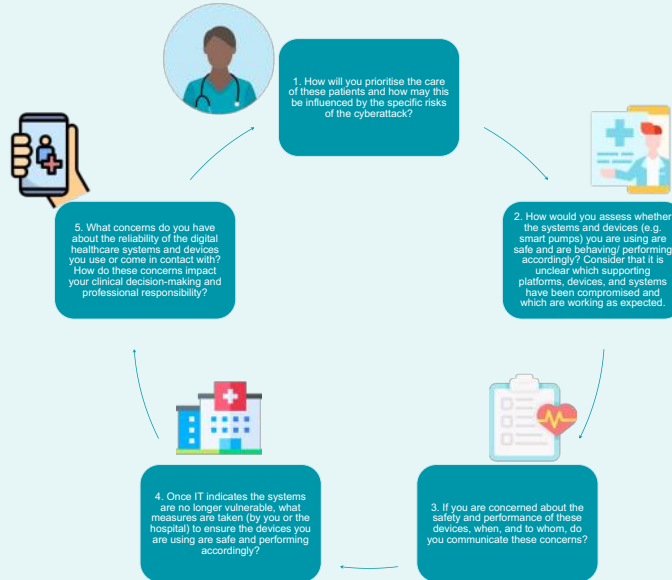 1. How will you prioritise the care
of these patients and how may this
be influenced by the specific risks
of the cyberattack?
2. How would you assess whether
the systems and devices (e.g.
smart pumps) you are using are
safe and are behaving/ performing
accordingly? Consider that it is
unclear which supporting
platforms, devices, and systems
have been compromised and
which are working as expected.
3. If you are concerned about the
safety and performance of these
devices, when, and to whom, do
you communicate these concerns?
4. Once IT indicates the systems
are no longer vulnerable, what
measures are taken (by you or the
hospital) to ensure the devices you
are using are safe and performing
accordingly?
5. What concerns do you have
about the reliability of the digital
healthcare systems and devices
you use or come in contact with?
How do these concerns impact
your clinical decision-making and
professional responsibility?